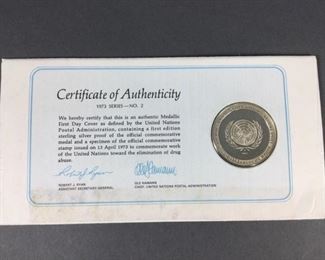 Certificate of Authenticity
1973 SERIES—NO. 2
We hereby certify that this is an authentic Medallic
First Day Cover as defined by the United Nations
Postal Administration, containing a first edition
sterling silver proof of the official commemorative
medal and a specimen of the official commemorative
stamp issued on 13 April 1973 to commemorate work
of the United Nations toward the elimination of drug
abuse.
ROBERT J. RYAN
ASSISTANT SECRETARY-GENERAL
OLE HAMANN
CHIEF, UNITED NATIONS POSTAL ADMINISTRATION